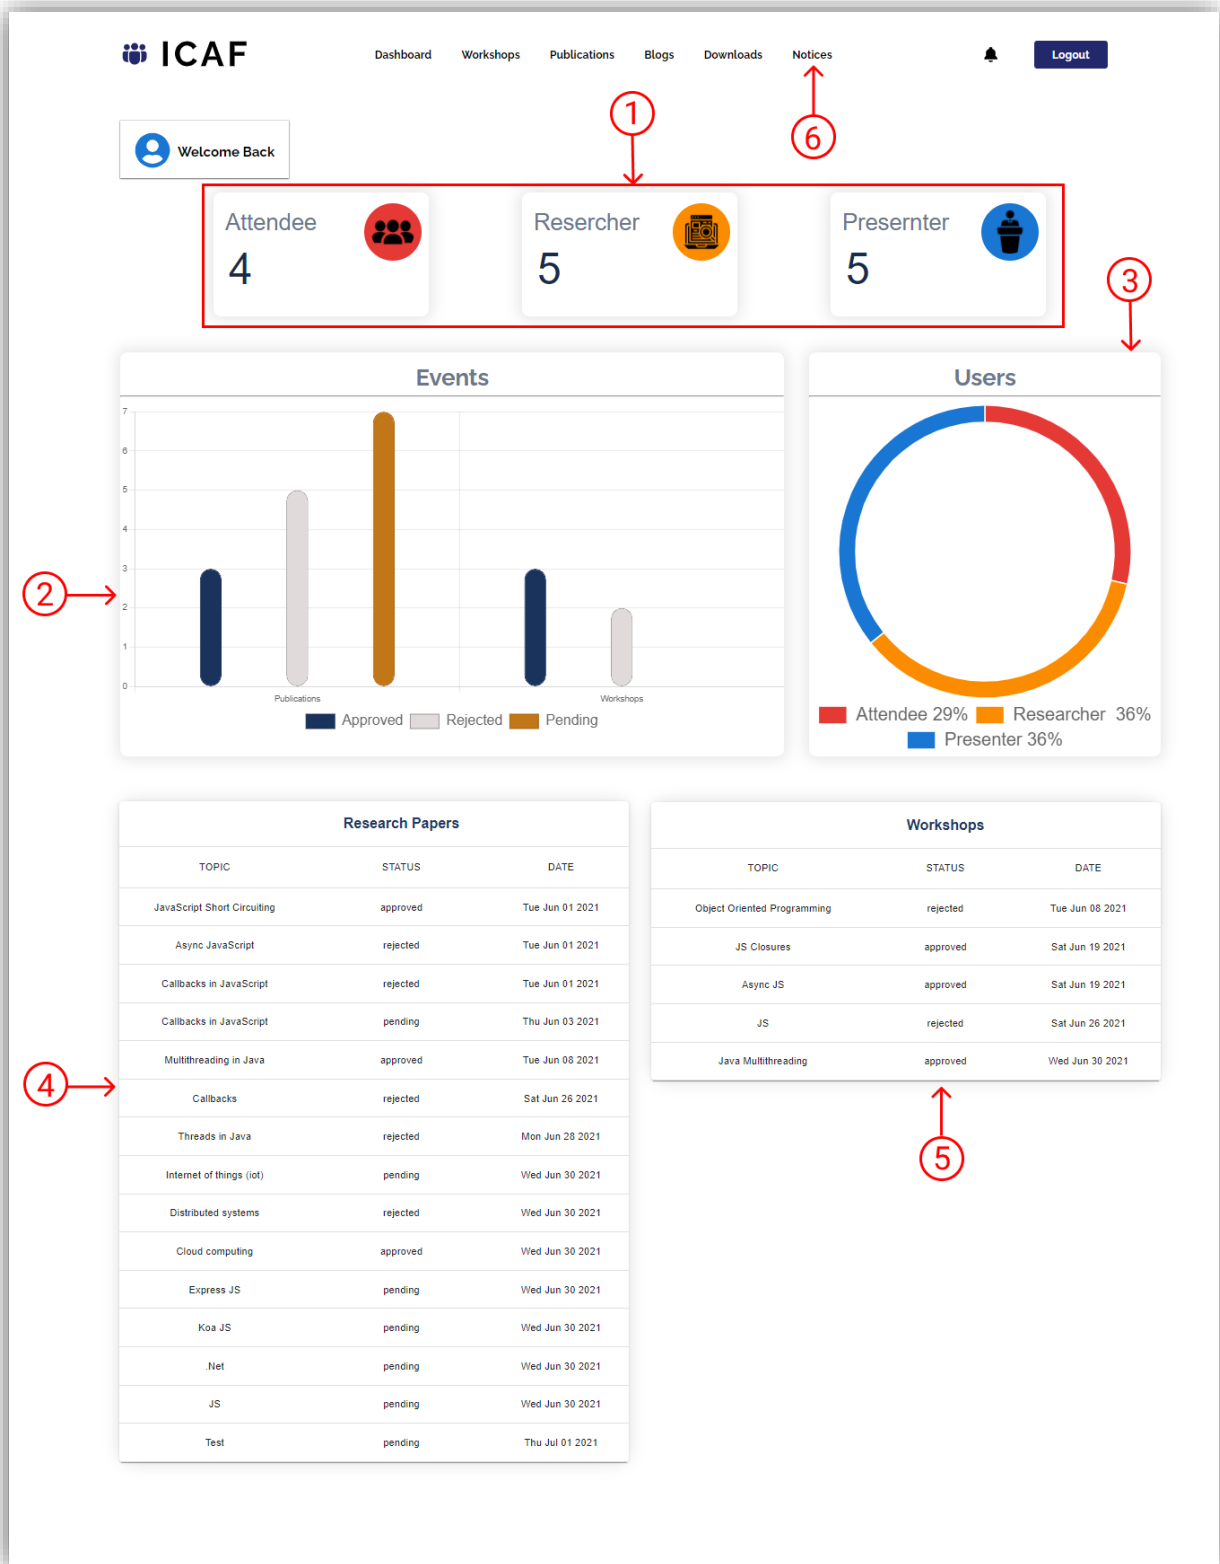 ICAF Dashboard Workshops Publications Blogs Downloads Notices Logout
1
6
Welcome Back
Attendee Resercher Presernter
4 5 5
3
Events
7
6
5
4
3
2
1
0
Publications Workshops
Approved Rejected Pending
2
Users
Attendee 29% Researcher 36%
Presenter 36%
Research Papers
TOPIC STATUS DATE
JavaScript Short Circuiting approved Tue Jun 01 2021
Async JavaScript rejected Tue Jun 01 2021
Callbacks in JavaScript rejected Tue Jun 01 2021
Callbacks in JavaScript pending Thu Jun 03 2021
Multithreading in Java approved Tue Jun 08 2021
Callbacks rejected Sat Jun 26 2021
Threads in Java rejected Mon Jun 28 2021
Internet of things (iot) pending Wed Jun 30 2021
Distributed systems rejected Wed Jun 30 2021
Cloud computing approved Wed Jun 30 2021
Express JS pending Wed Jun 30 2021
Koa JS pending Wed Jun 30 2021
.Net pending Wed Jun 30 2021
JS pending Wed Jun 30 2021
Test pending Thu Jul 01 2021
4
Workshops
TOPIC STATUS DATE
Object Oriented Programming rejected Tue Jun 08 2021
JS Closures approved Sat Jun 19 2021
Async JS approved Sat Jun 19 2021
JS rejected Sat Jun 26 2021
Java Multithreading approved Wed Jun 30 2021
5